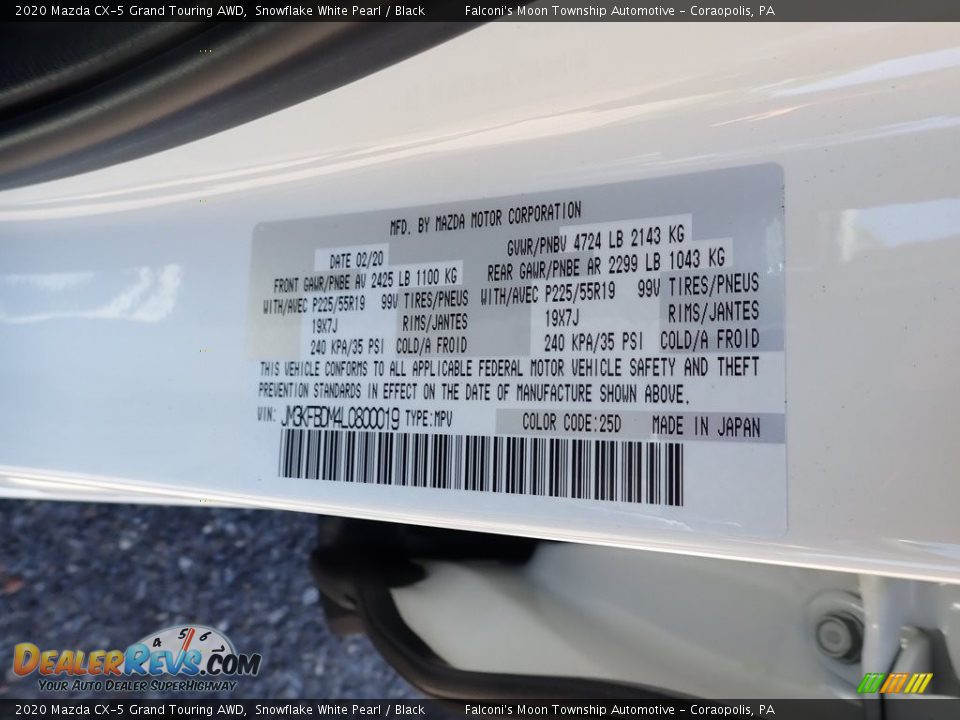 2020 Mazda CX-5 Grand Touring AWD, Snowflake White Pearl / Black Falconi's Moon Township Automotive - Coraopolis, PA
MFD. BY MAZDA MOTOR CORPORATION
DATE 02/20 GVWR/PNBV 4724 LB 2143 KG
FRONT GAWR/PNBE AV 2425 LB 1100 KG REAR GAWR/PNBE AR 2299 LB 1043 KG
WITH/AVEC P225/55R19 99V TIRES/PNEUS WITH/AVEC P225/55R19 99V TIRES/PNEUS
19X7J RIMS/JANTES 19X7J RIMS/JANTES
240 KPA/35 PSI COLD/A FROID 240 KPA/35 PSI COLD/A FROID
THIS VEHICLE CONFORMS TO ALL APPLICABLE FEDERAL MOTOR VEHICLE SAFETY AND THEFT
PREVENTION STANDARDS IN EFFECT ON THE DATE OF MANUFACTURE SHOWN ABOVE.
VIN: JM3KFBDM4L0800019 TYPE:MPV COLOR CODE:25D MADE IN JAPAN
4 5 6
DEALERREVS.COM
YOUR AUTO DEALER SUPERHIGHWAY
2020 Mazda CX-5 Grand Touring AWD, Snowflake White Pearl / Black Falconi's Moon Township Automotive - Coraopolis, PA